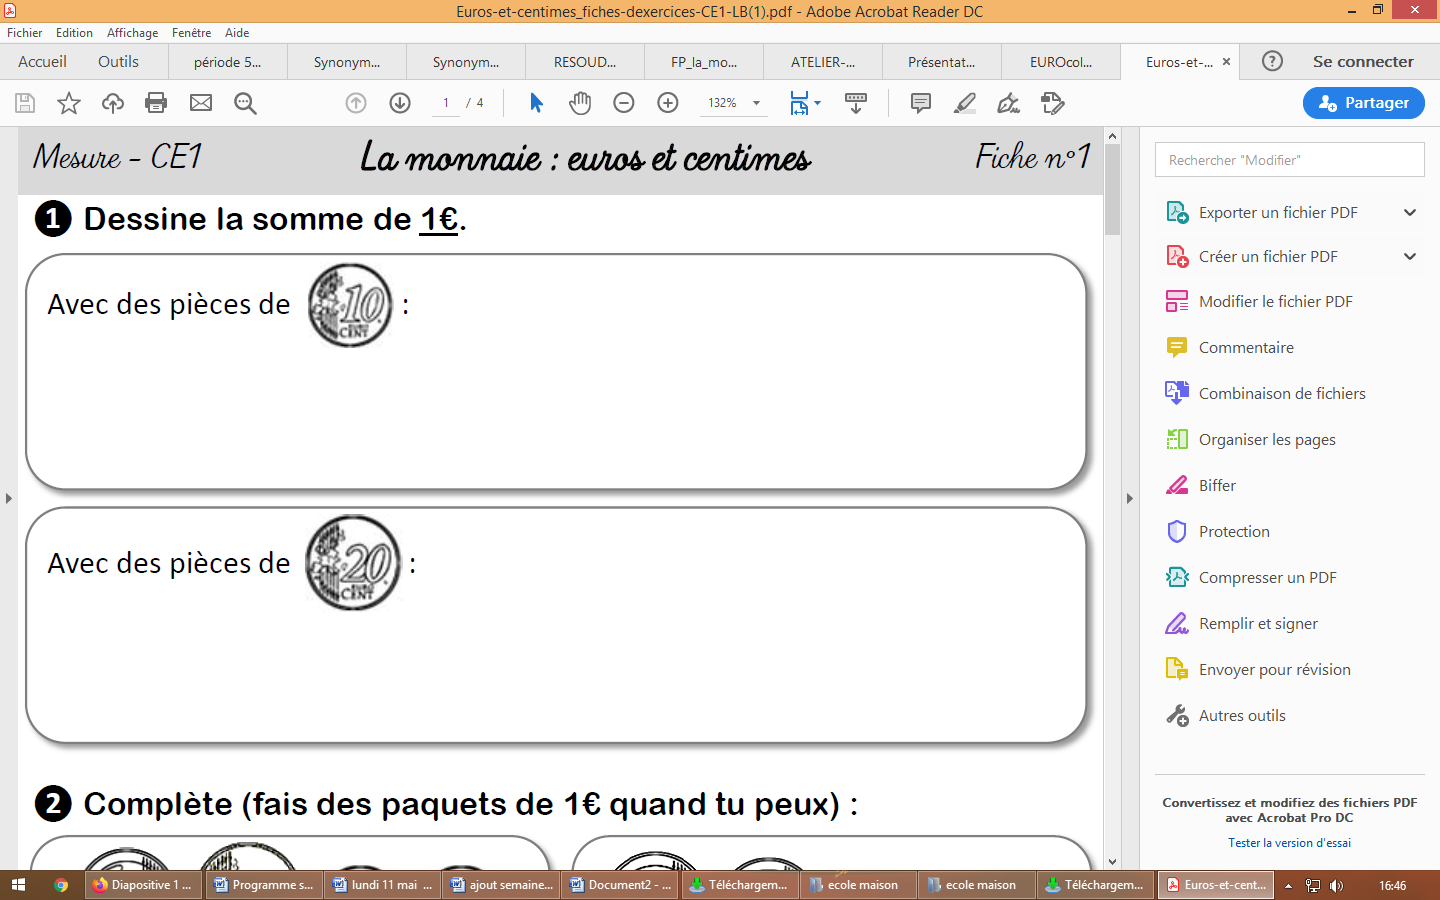 Euros-et-centimes_fiches-dexercices-CE1-LB(1).pdf - Adobe Acrobat Reader DC
Fichier Edition Affichage Fenêtre Aide
Accueil Outils période 5... Synonym... Synonym... RESOUD... FP_la_mo... ATELIER-... Présentat... EUROcol... Euros-et-... × ? Se connecter
1 / 4 132% Partager
Mesure - CE1 La monnaie : euros et centimes Fiche n°1
1 Dessine la somme de 1€.
Avec des pièces de 10 EURO CENT :
Avec des pièces de 20 EURO CENT :
2 Complète (fais des paquets de 1€ quand tu peux) :
Rechercher "Modifier"
Exporter un fichier PDF
Créer un fichier PDF
Modifier le fichier PDF
Commentaire
Combinaison de fichiers
Organiser les pages
Biffer
Protection
Compresser un PDF
Remplir et signer
Envoyer pour révision
Autres outils
Convertissez et modifiez des fichiers PDF
avec Acrobat Pro DC
Tester la version d'essai
Diapositive 1 ... Programme s... lundi 11 mai ... ajout semaine... Document2 - ... Téléchargem... ecole maison ecole maison Téléchargem... Euros-et-cent... 16:46